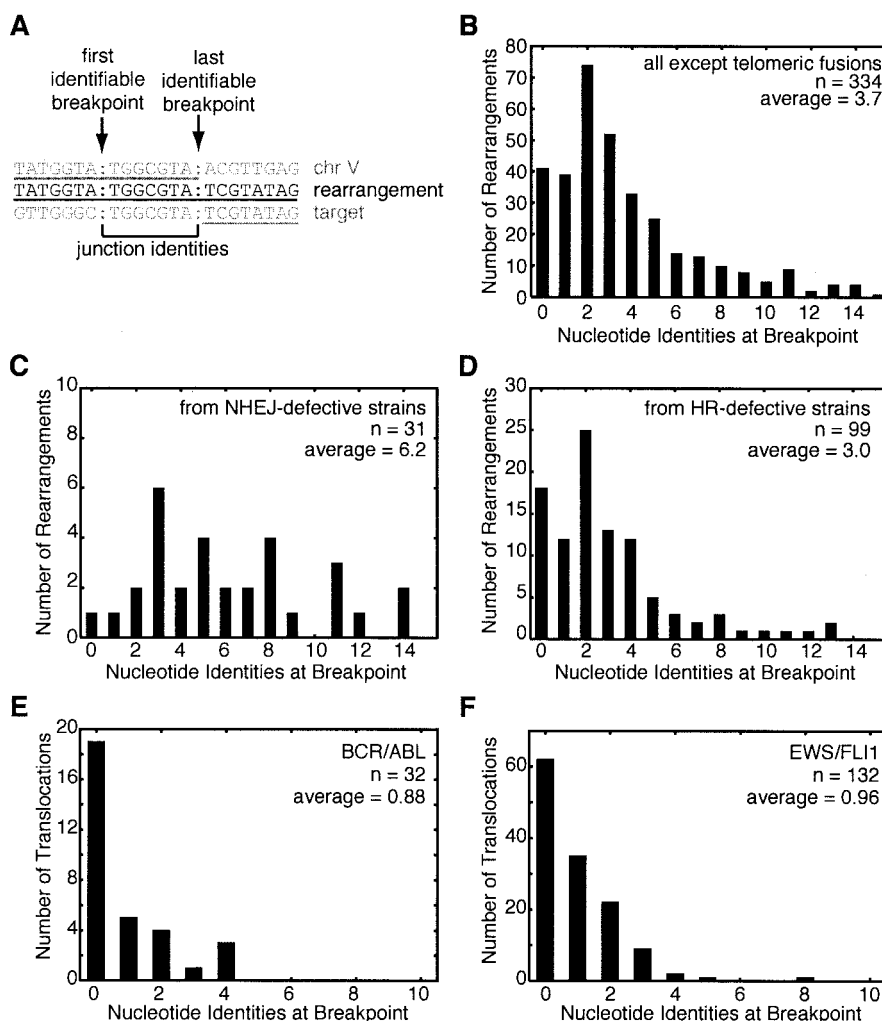 A
first
identifiable
breakpoint
last
identifiable
breakpoint
TATGGTA:TGGCGTA:ACGTTGAG chr V
TATGGTA:TGGCGTA:TCGTATAG rearrangement
GTTGGGC:TGGCGTA:TCGTATAG target
junction identities
B
80
70
60
50
40
30
20
10
0
Number of Rearrangements
all except telomeric fusions
n = 334
average = 3.7
0 2 4 6 8 10 12 14
Nucleotide Identities at Breakpoint
C
10
8
6
4
2
0
Number of Rearrangements
from NHEJ-defective strains
n = 31
average = 6.2
0 2 4 6 8 10 12 14
Nucleotide Identities at Breakpoint
D
30
25
20
15
10
5
0
Number of Rearrangements
from HR-defective strains
n = 99
average = 3.0
0 2 4 6 8 10 12 14
Nucleotide Identities at Breakpoint
E
20
16
12
8
4
0
Number of Translocations
BCR/ABL
n = 32
average = 0.88
0 2 4 6 8 10
Nucleotide Identities at Breakpoint
F
60
40
20
0
Number of Translocations
EWS/FLI1
n = 132
average = 0.96
0 2 4 6 8 10
Nucleotide Identities at Breakpoint